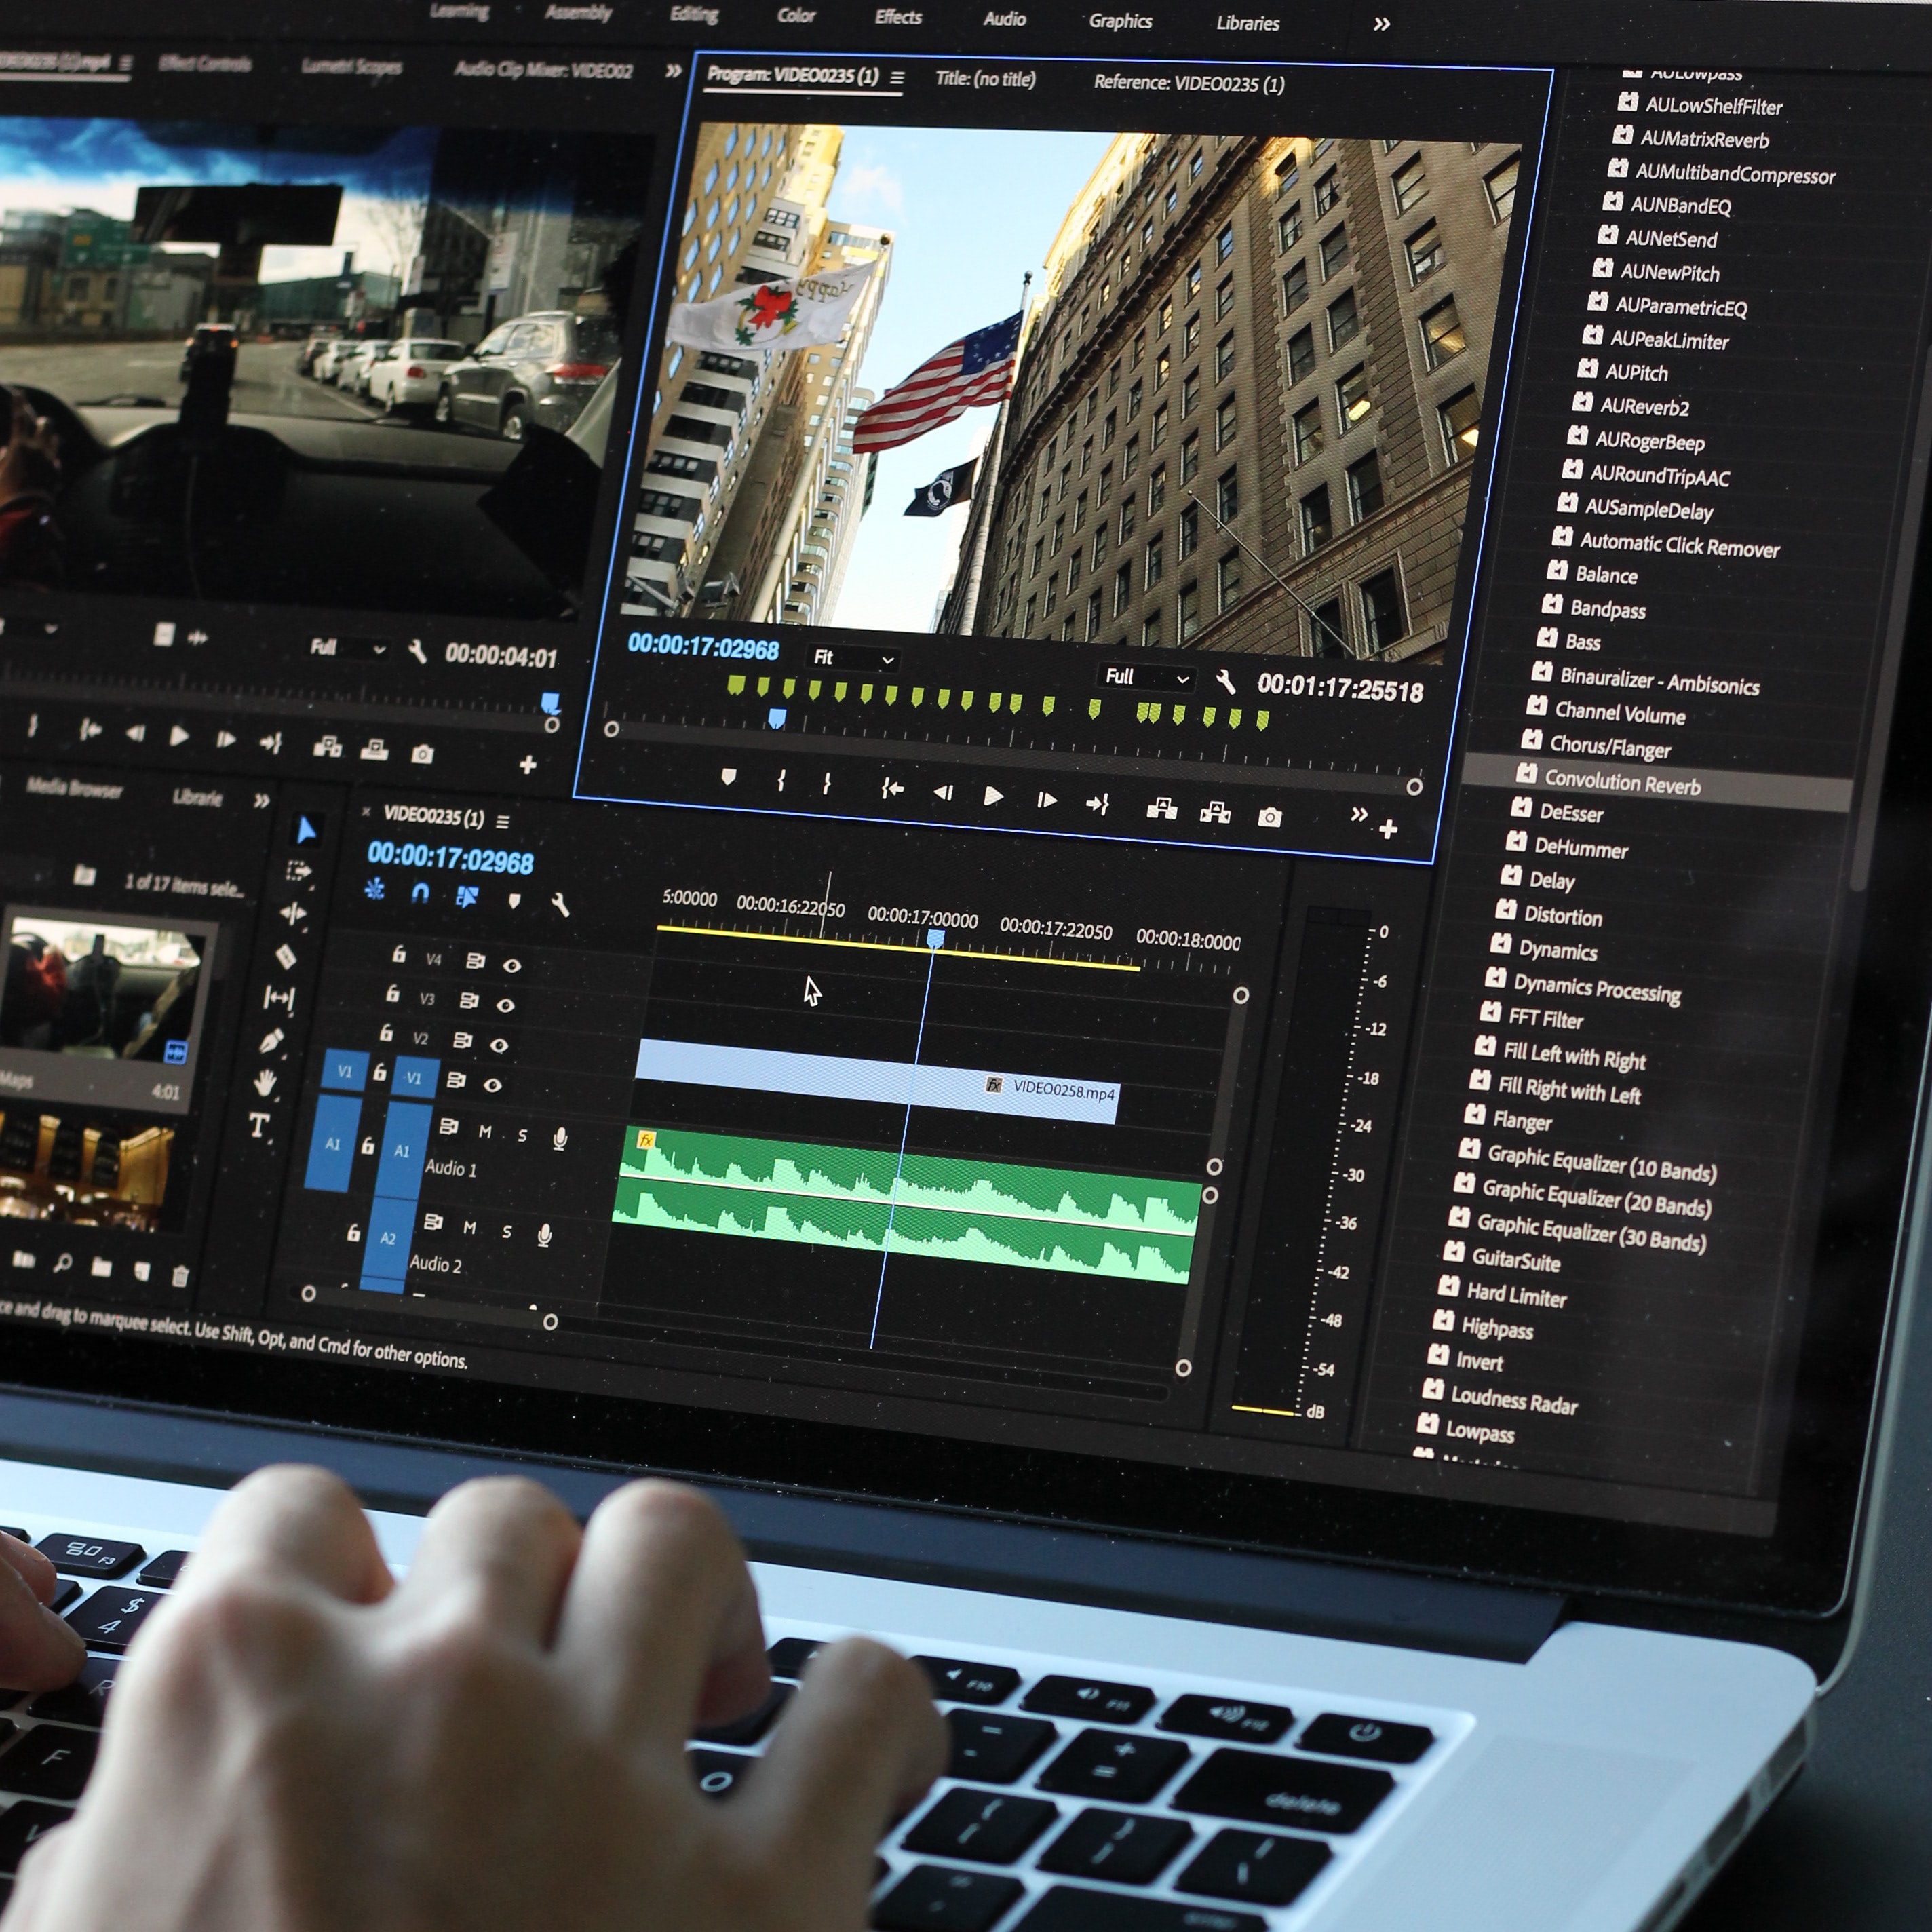 Learning Assembly Editing Color Effects Audio Graphics Libraries
Effect Controls Lumetri Scopes Audio Clip Mixer: VIDEO02
Program: VIDEO0235 (1) Title: (no title) Reference: VIDEO0235 (1)
Happy
Full 00:00:04:01
00:00:17:02968 Fit Full 00:01:17:25518
Media Browser Librarie
1 of 17 items sele...
Maps 4:01
VIDEO0235 (1)
00:00:17:02968
5:00000 00:00:16:22050 00:00:17:00000 00:00:17:22050 00:00:18:0000
V4
V3
V2
V1 V1
fx VIDEO0258.mp4
A1 A1 M S
Audio 1
fx
A2 M S
Audio 2
T
0
-6
-12
-18
-24
-30
-36
-42
-48
-54
dB
ce and drag to marquee select. Use Shift, Opt, and Cmd for other options.
AULowpass
AULowShelfFilter
AUMatrixReverb
AUMultibandCompressor
AUNBandEQ
AUNetSend
AUNewPitch
AUParametricEQ
AUPeakLimiter
AUPitch
AUReverb2
AURogerBeep
AURoundTripAAC
AUSampleDelay
Automatic Click Remover
Balance
Bandpass
Bass
Binauralizer - Ambisonics
Channel Volume
Chorus/Flanger
Convolution Reverb
DeEsser
DeHummer
Delay
Distortion
Dynamics
Dynamics Processing
FFT Filter
Fill Left with Right
Fill Right with Left
Flanger
Graphic Equalizer (10 Bands)
Graphic Equalizer (20 Bands)
Graphic Equalizer (30 Bands)
GuitarSuite
Hard Limiter
Highpass
Invert
Loudness Radar
Lowpass
F3
$
4
R
F
O
F10 F11 F12
-
+
=
delete
{
[
}
]
\